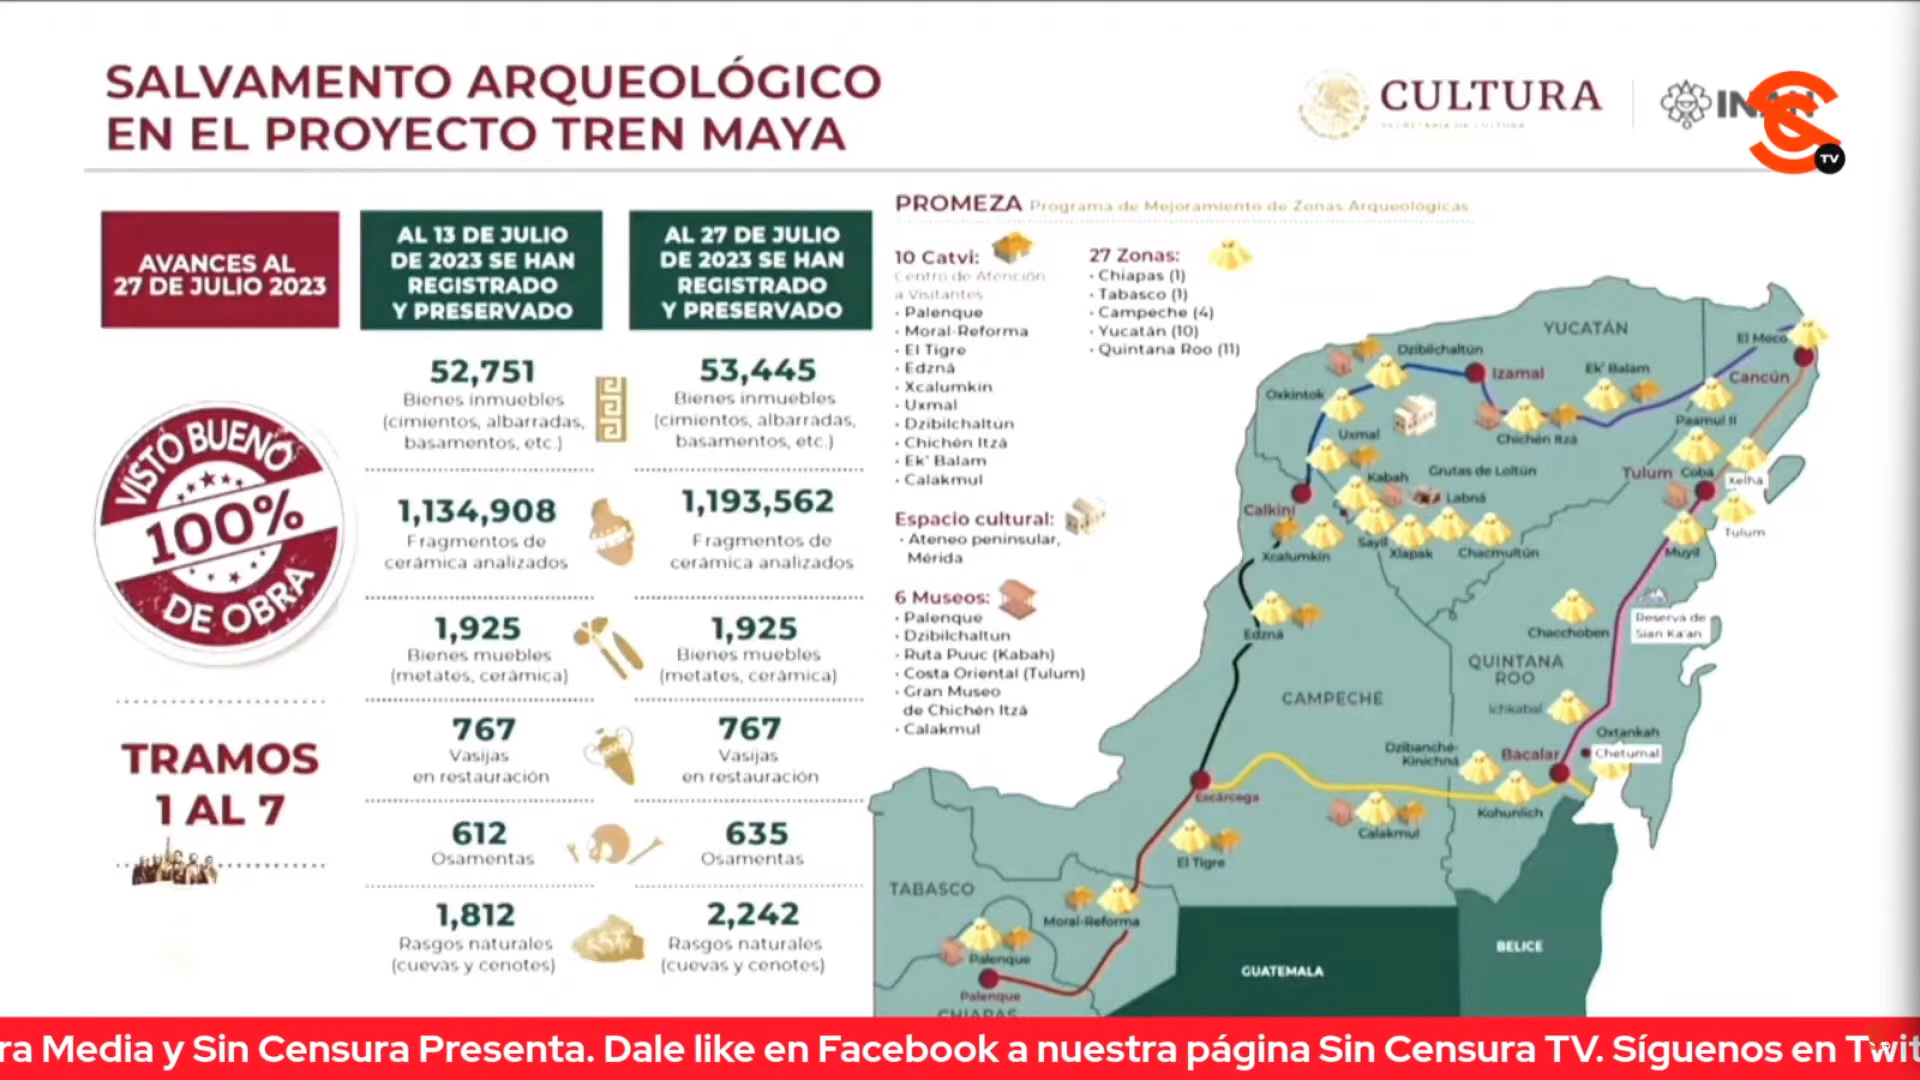 SALVAMENTO ARQUEOLÓGICO
EN EL PROYECTO TREN MAYA
CULTURA
SECRETARÍA DE CULTURA
TV
AVANCES AL
27 DE JULIO 2023
VISTO BUENO
100%
DE OBRA
TRAMOS
1 AL 7
AL 13 DE JULIO
DE 2023 SE HAN
REGISTRADO
Y PRESERVADO
52,751
Bienes inmuebles
(cimientos, albarradas,
basamentos, etc.)
1,134,908
Fragmentos de
cerámica analizados
1,925
Bienes muebles
(metates, cerámica)
767
Vasijas
en restauración
612
Osamentas
1,812
Rasgos naturales
(cuevas y cenotes)
AL 27 DE JULIO
DE 2023 SE HAN
REGISTRADO
Y PRESERVADO
53,445
Bienes inmuebles
(cimientos, albarradas,
basamentos, etc.)
1,193,562
Fragmentos de
cerámica analizados
1,925
Bienes muebles
(metates, cerámica)
767
Vasijas
en restauración
635
Osamentas
2,242
Rasgos naturales
(cuevas y cenotes)
PROMEZA Programa de Mejoramiento de Zonas Arqueológicas
10 Catvi:
Centro de Atención
a Visitantes
• Palenque
• Moral-Reforma
• El Tigre
• Edzná
• Xcalumkín
• Uxmal
• Dzibilchaltún
• Chichén Itzá
• Ek' Balam
• Calakmul
27 Zonas:
• Chiapas (1)
• Tabasco (1)
• Campeche (4)
• Yucatán (10)
• Quintana Roo (11)
Espacio cultural:
• Ateneo peninsular,
Mérida
6 Museos:
• Palenque
• Dzibilchaltún
• Ruta Puuc (Kabah)
• Costa Oriental (Tulum)
• Gran Museo
de Chichén Itzá
• Calakmul
YUCATÁN
El Meco
Dzibilchaltún
Izamal
Ek' Balam
Cancún
Oxkintok
Paamul II
Uxmal
Chichén Itzá
Kabah
Grutas de Loltún
Tulum
Cobá
Xelhá
Labná
Calkiní
Sayil
Xlapak
Chacmultún
Tulum
Xcalumkín
Muyil
Edzná
Chacchoben
Reserva de
Sian Ka'an
QUINTANA
ROO
CAMPECHE
Ichkabal
Oxtankah
Dzibanché-
Kinichná
Bacalar
Chetumal
Escárcega
Kohunlich
Calakmul
El Tigre
TABASCO
Moral-Reforma
Palenque
Palenque
CHIAPAS
GUATEMALA
BELICE
ra Media y Sin Censura Presenta. Dale like en Facebook a nuestra página Sin Censura TV. Síguenos en Twit